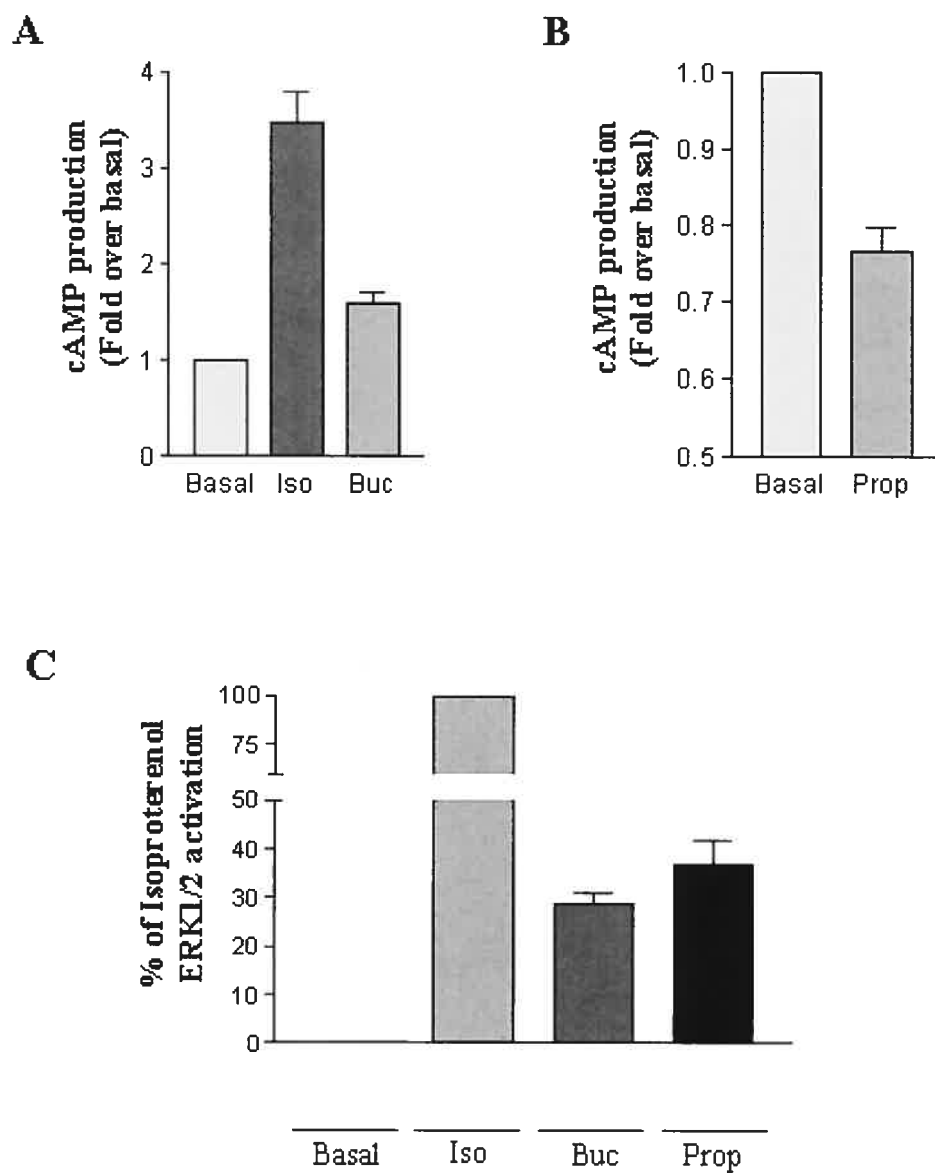 A
cAMP production
(Fold over basal)
4
3
2
1
0
Basal Iso Buc
B
cAMP production
(Fold over basal)
1.0
0.9
0.8
0.7
0.6
0.5
Basal Prop
C
% of Isoproterenol
ERK1/2 activation
100
75
50
40
30
20
10
0
Basal Iso Buc Prop